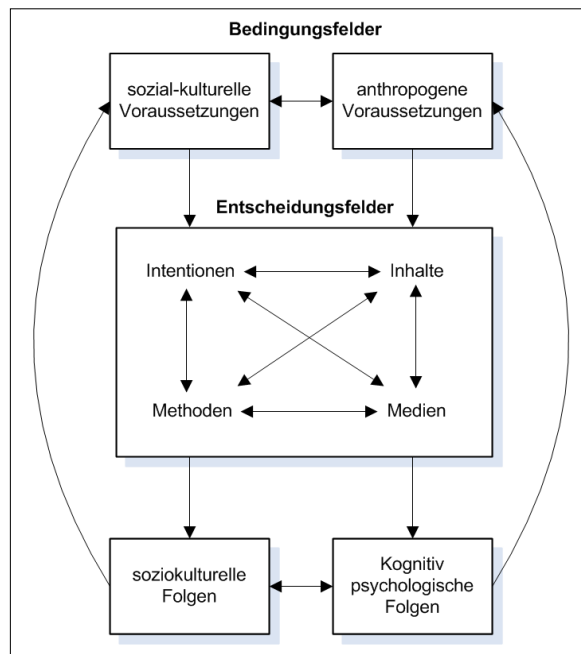 Bedingungsfelder
sozial-kulturelle
Voraussetzungen
anthropogene
Voraussetzungen
Entscheidungsfelder
Intentionen
Inhalte
Methoden
Medien
soziokulturelle
Folgen
Kognitiv
psychologische
Folgen